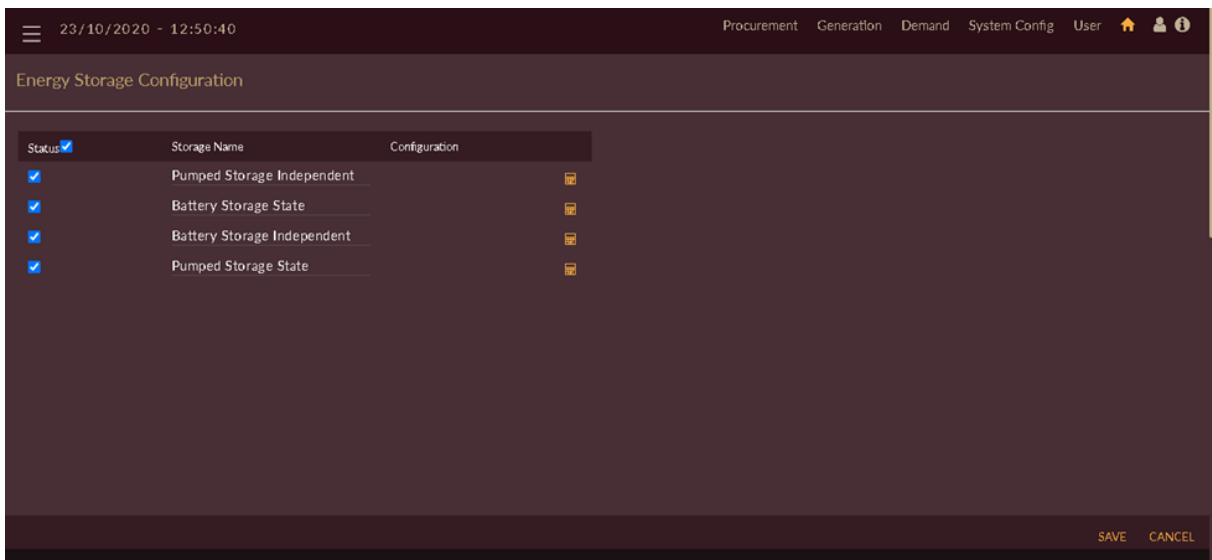 23/10/2020 - 12:50:40 Procurement Generation Demand System Config User
Energy Storage Configuration
Status Storage Name Configuration
Pumped Storage Independent
Battery Storage State
Battery Storage Independent
Pumped Storage State
SAVE CANCEL